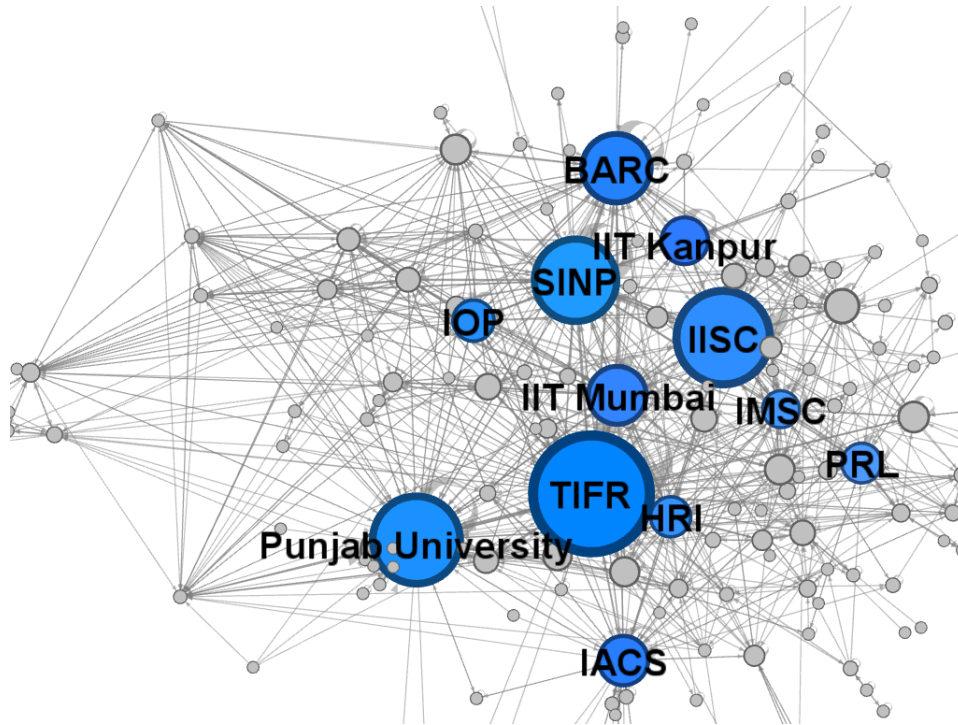 BARC
IIT Kanpur
SINP
IOP
IISC
IIT Mumbai
IMSC
PRL
TIFR
HRI
Punjab University
IACS